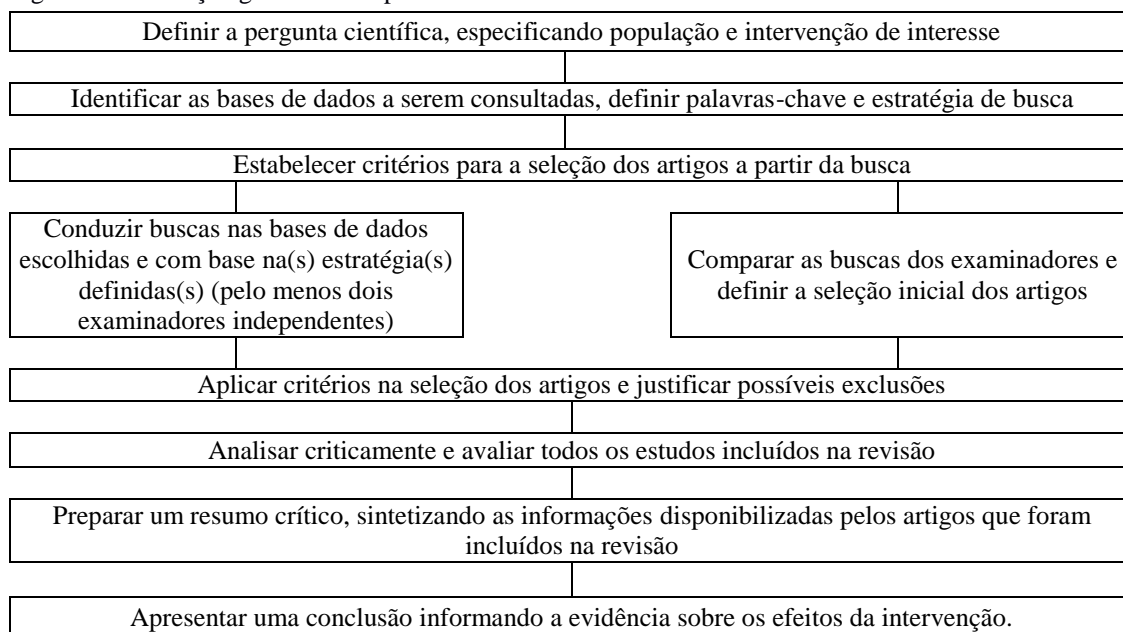 Definir a pergunta científica, especificando população e intervenção de interesse
Identificar as bases de dados a serem consultadas, definir palavras-chave e estratégia de busca
Estabelecer critérios para a seleção dos artigos a partir da busca
Conduzir buscas nas bases de dados
escolhidas e com base na(s) estratégia(s)
definidas(s) (pelo menos dois
examinadores independentes)
Comparar as buscas dos examinadores e
definir a seleção inicial dos artigos
Aplicar critérios na seleção dos artigos e justificar possíveis exclusões
Analisar criticamente e avaliar todos os estudos incluídos na revisão
Preparar um resumo crítico, sintetizando as informações disponibilizadas pelos artigos que foram
incluídos na revisão
Apresentar uma conclusão informando a evidência sobre os efeitos da intervenção.